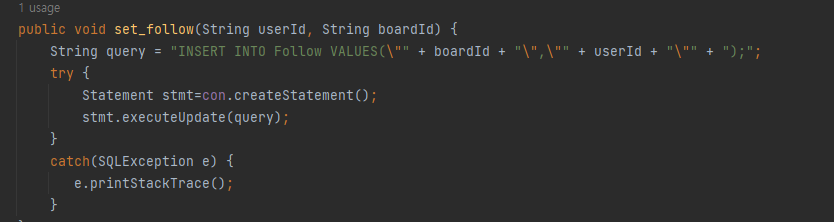 1 usage
public void set_follow(String userId, String boardId) {
String query = "INSERT INTO Follow VALUES(\"" + boardId + "\",\"" + userId + "\"" + ");";
try {
Statement stmt=con.createStatement();
stmt.executeUpdate(query);
}
catch(SQLException e) {
e.printStackTrace();
}